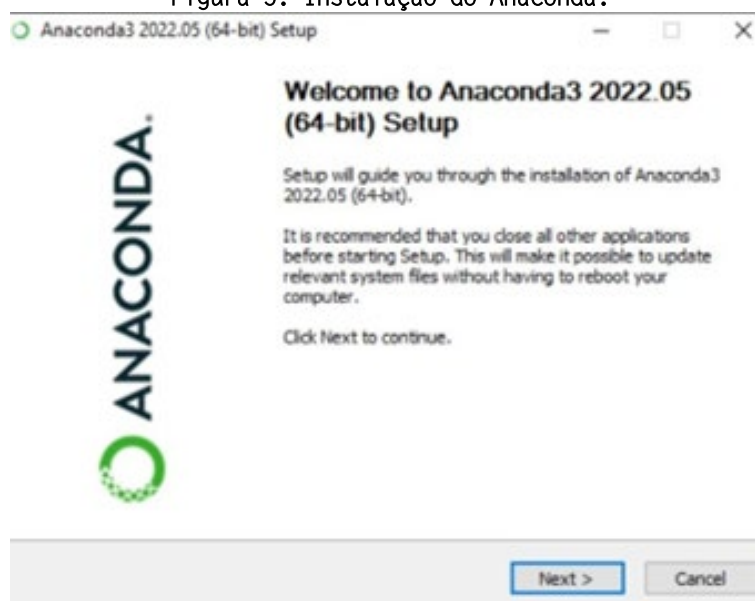 Figura 5. Instalação do Anaconda.
Anaconda3 2022.05 (64-bit) Setup
ANACONDA.
Welcome to Anaconda3 2022.05
(64-bit) Setup
Setup will guide you through the installation of Anaconda3
2022.05 (64-bit).
It is recommended that you close all other applications
before starting Setup. This will make it possible to update
relevant system files without having to reboot your
computer.
Click Next to continue.
Next >
Cancel